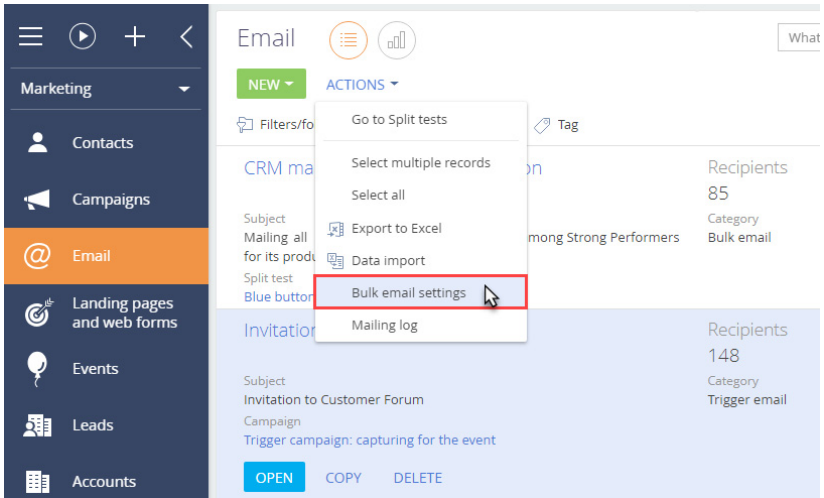 Email
What
Marketing
NEW
ACTIONS
Filters/fo
Tag
Go to Split tests
Select multiple records
Select all
Export to Excel
Data import
Bulk email settings
Mailing log
Contacts
Campaigns
@ Email
Landing pages
and web forms
Events
Leads
Accounts
CRM ma
on
Recipients
85
Subject
Mailing all
mong Strong Performers
for its produ
Category
Bulk email
Split test
Blue button
Invitation
Recipients
148
Subject
Invitation to Customer Forum
Category
Trigger email
Campaign
Trigger campaign: capturing for the event
OPEN
COPY
DELETE